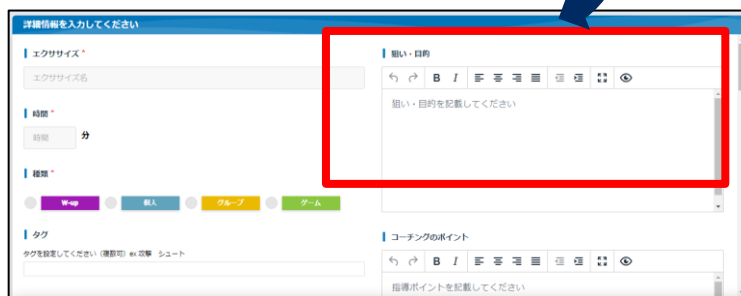 詳細情報を入力してください
エクササイズ *
エクササイズ名
時間 *
時間 分
種類 *
W-up 個人 グループ ゲーム
タグ
タグを設定してください（複数可）ex 攻撃 シュート
狙い・目的
B I
狙い・目的を記載してください
コーチングのポイント
B I
指導ポイントを記載してください